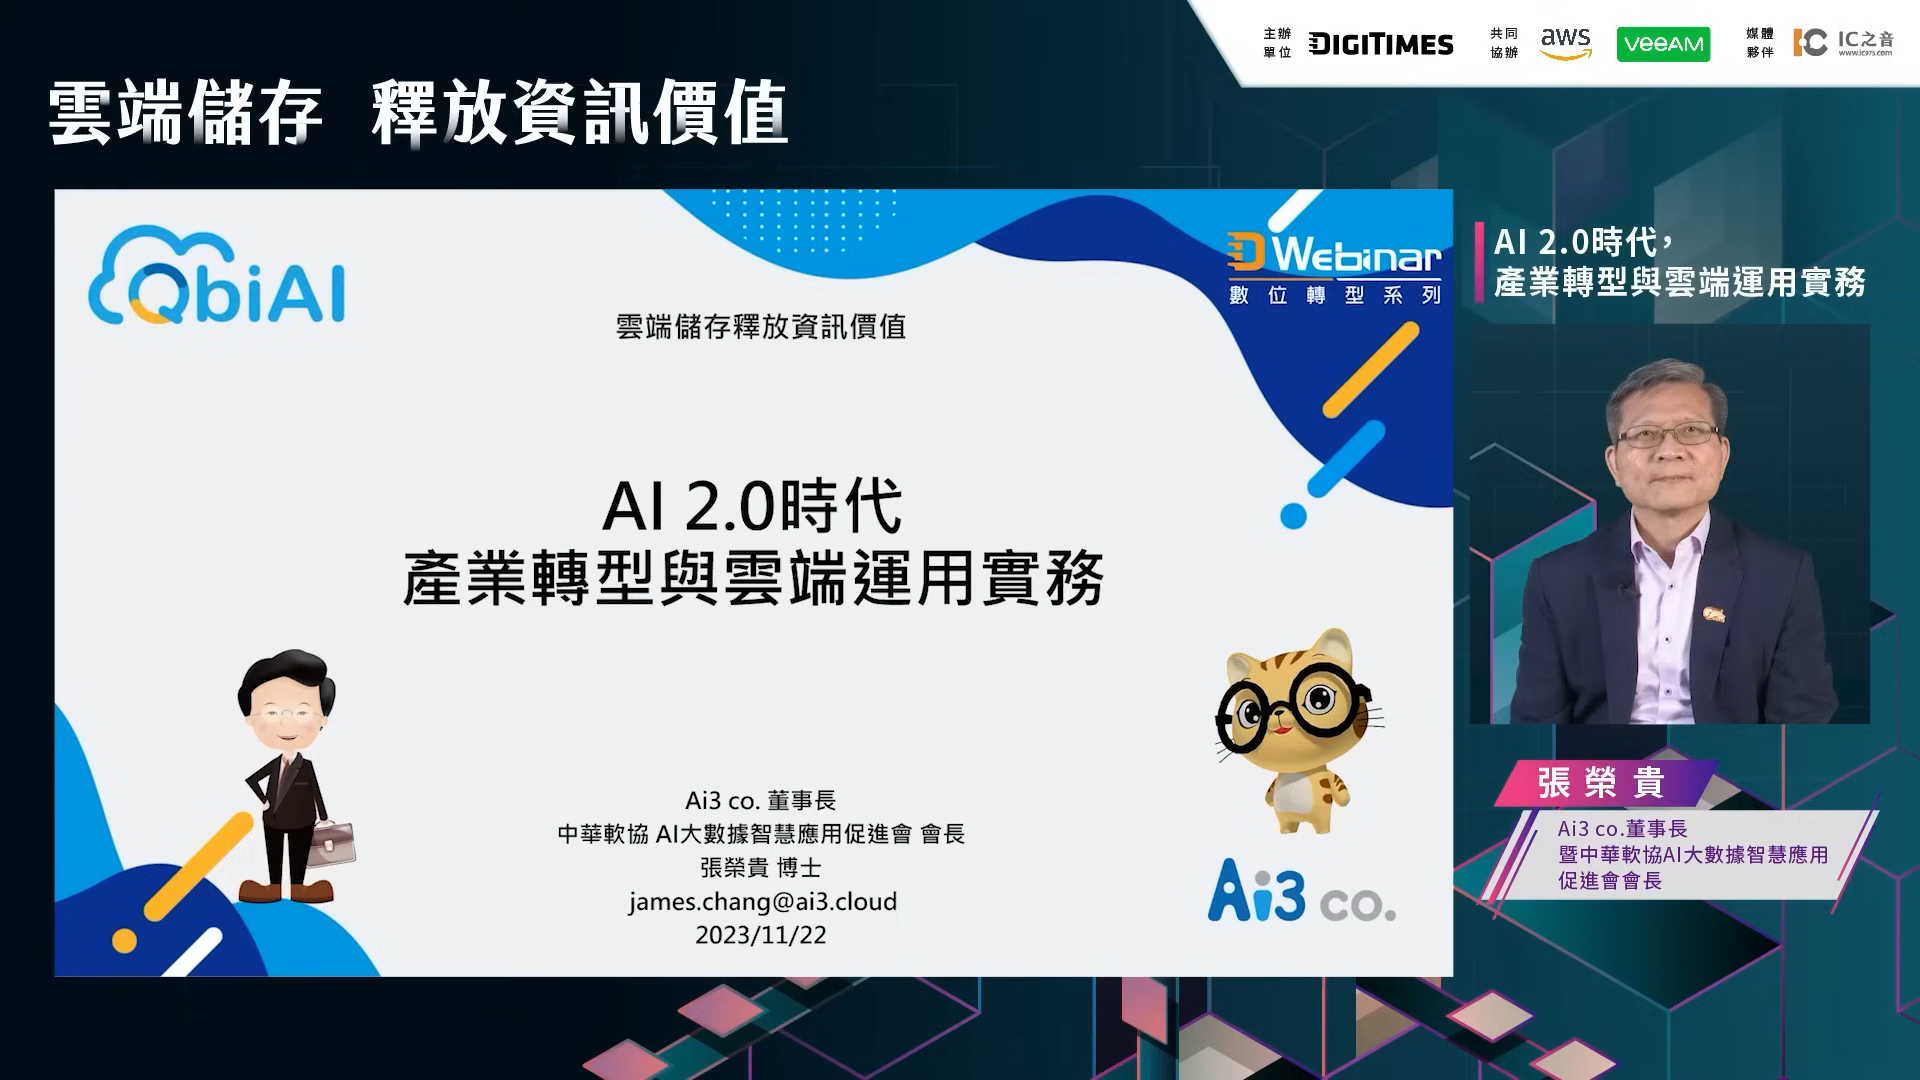 主辦
單位
DIGITIMES
共同
協辦
aws
veeAM
媒體
夥伴
IC之音
www.ic975.com
雲端儲存 釋放資訊價值
QbiAI
D Webinar
數位轉型系列
雲端儲存釋放資訊價值
AI 2.0時代
產業轉型與雲端運用實務
Ai3 co. 董事長
中華軟協 AI大數據智慧應用促進會 會長
張榮貴 博士
james.chang@ai3.cloud
2023/11/22
Ai3 co.
AI 2.0時代，
產業轉型與雲端運用實務
張榮貴
Ai3 co.董事長
暨中華軟協AI大數據智慧應用
促進會會長